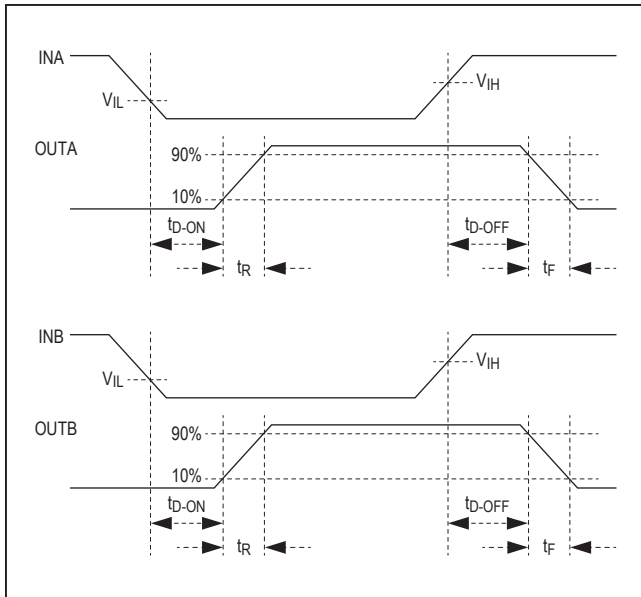 INA
VIL
VIH
OUTA
90%
10%
tD-ON
tD-OFF
tR
tF
INB
VIL
VIH
OUTB
90%
10%
tD-ON
tD-OFF
tR
tF